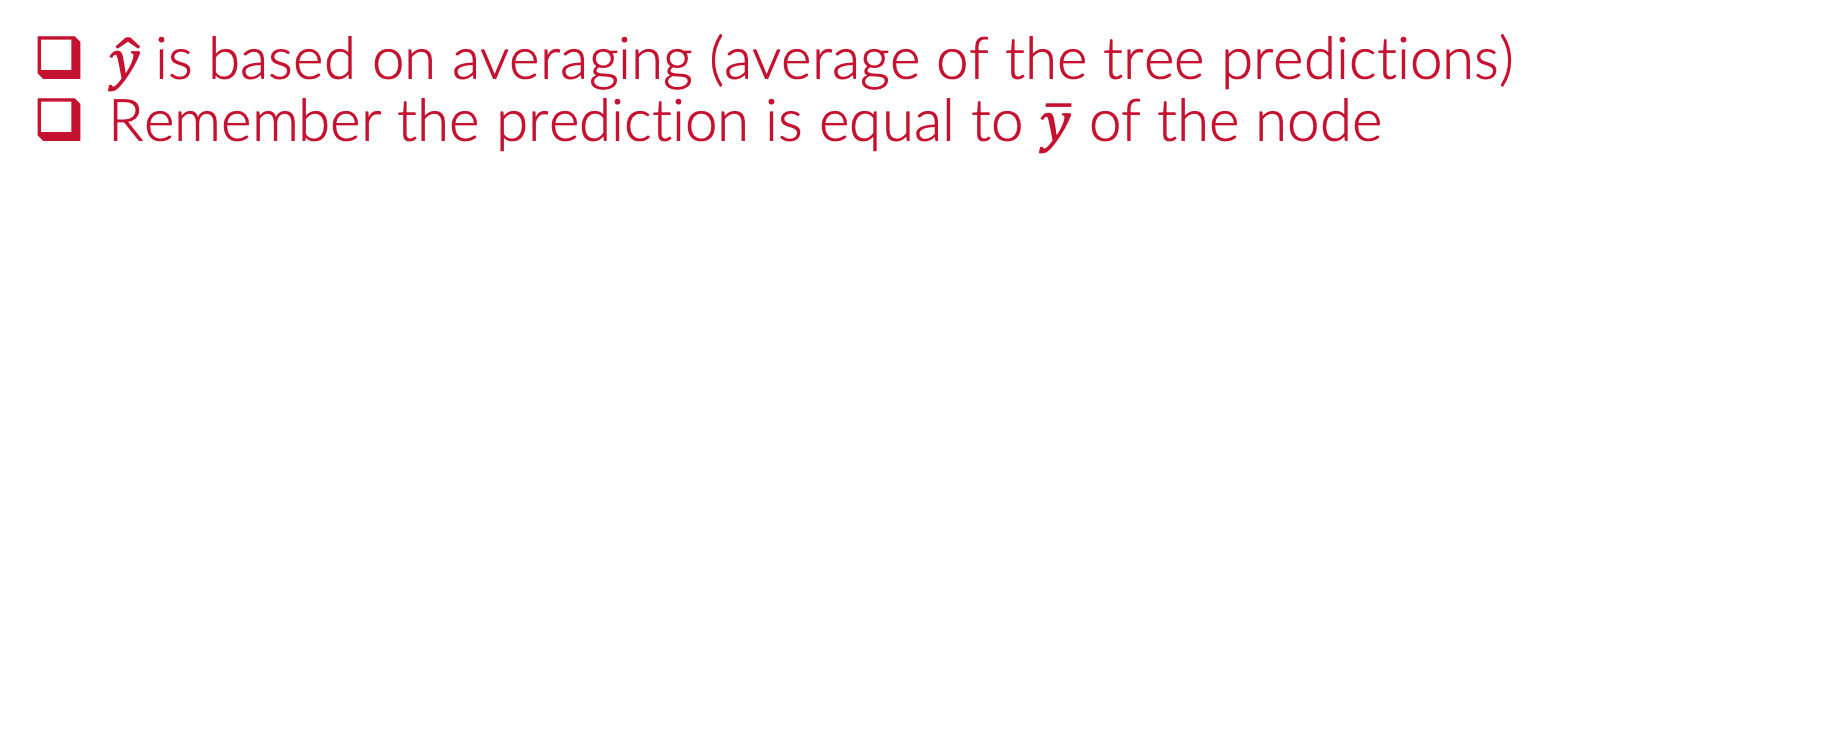 ❑ ŷ is based on averaging (average of the tree predictions)
❑ Remember the prediction is equal to ȳ of the node